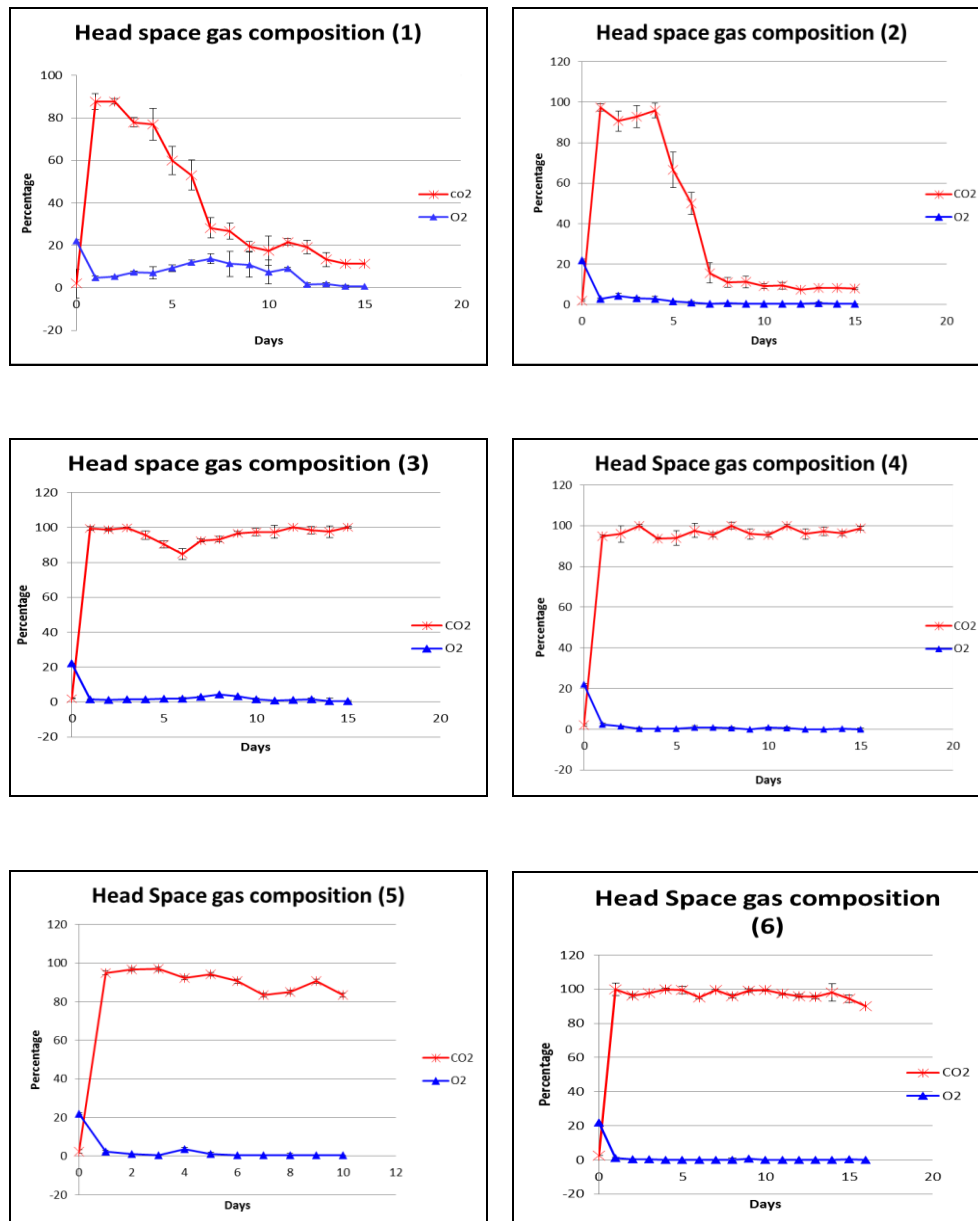 Head space gas composition (1)
100
80
60
40
20
0
-20
0
5
10
15
20
Percentage
Days
co2
O2
Head space gas composition (2)
120
100
80
60
40
20
0
0
5
10
15
20
Percentage
Days
CO2
O2
Head space gas composition (3)
120
100
80
60
40
20
0
-20
0
5
10
15
20
Percentage
Days
CO2
O2
Head Space gas composition (4)
120
100
80
60
40
20
0
-20
0
5
10
15
20
Percentage
Days
CO2
O2
Head Space gas composition (5)
120
100
80
60
40
20
0
-20
0
2
4
6
8
10
12
Percentage
Days
CO2
O2
Head Space gas composition
(6)
120
100
80
60
40
20
0
-20
0
5
10
15
20
Percentage
Days
CO2
O2